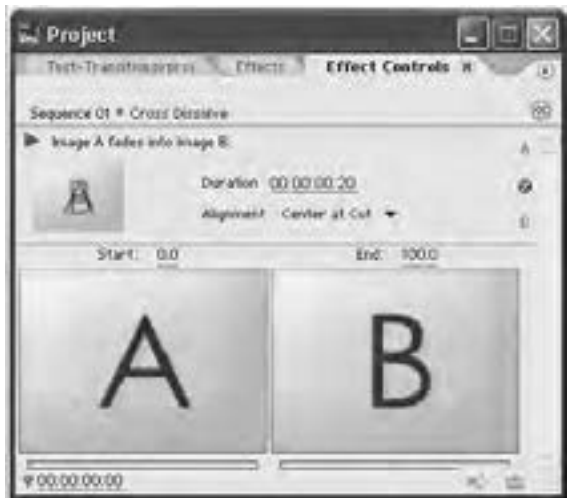 Project
Effects Effect Controls x
Sequence 01 * Cross Dissolve
Image A fades into image B.
A
Duration 00:00:00:20
Alignment Center at Cut
Start: 0.0 End: 100.0
A B
00:00:00:00